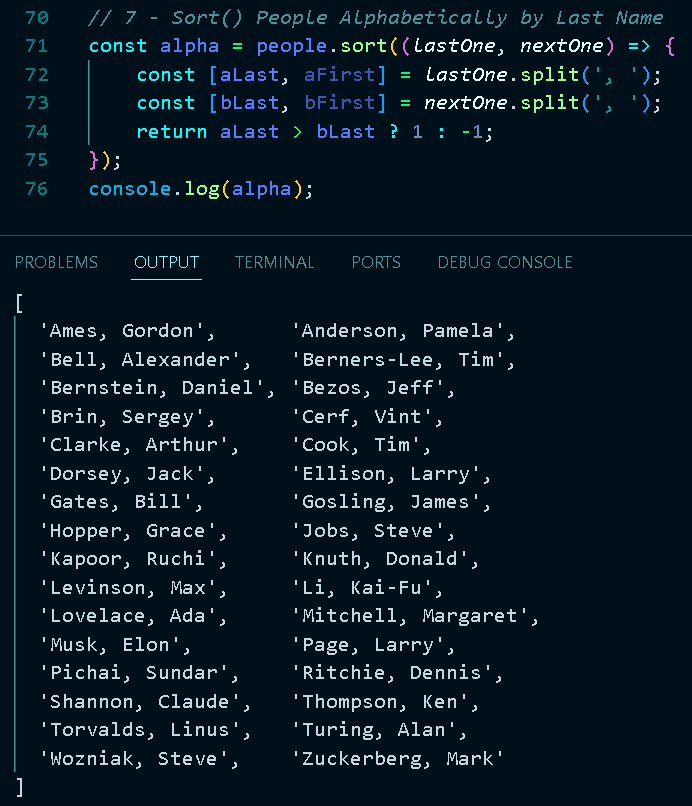 70 // 7 - Sort() People Alphabetically by Last Name
71 const alpha = people.sort((lastOne, nextOne) => {
72 const [aLast, aFirst] = lastOne.split(', ');
73 const [bLast, bFirst] = nextOne.split(', ');
74 return aLast > bLast ? 1 : -1;
75 });
76 console.log(alpha);
PROBLEMS OUTPUT TERMINAL PORTS DEBUG CONSOLE
[
'Ames, Gordon', 'Anderson, Pamela',
'Bell, Alexander', 'Berners-Lee, Tim',
'Bernstein, Daniel', 'Bezos, Jeff',
'Brin, Sergey', 'Cerf, Vint',
'Clarke, Arthur', 'Cook, Tim',
'Dorsey, Jack', 'Ellison, Larry',
'Gates, Bill', 'Gosling, James',
'Hopper, Grace', 'Jobs, Steve',
'Kapoor, Ruchi', 'Knuth, Donald',
'Levinson, Max', 'Li, Kai-Fu',
'Lovelace, Ada', 'Mitchell, Margaret',
'Musk, Elon', 'Page, Larry',
'Pichai, Sundar', 'Ritchie, Dennis',
'Shannon, Claude', 'Thompson, Ken',
'Torvalds, Linus', 'Turing, Alan',
'Wozniak, Steve', 'Zuckerberg, Mark'
]